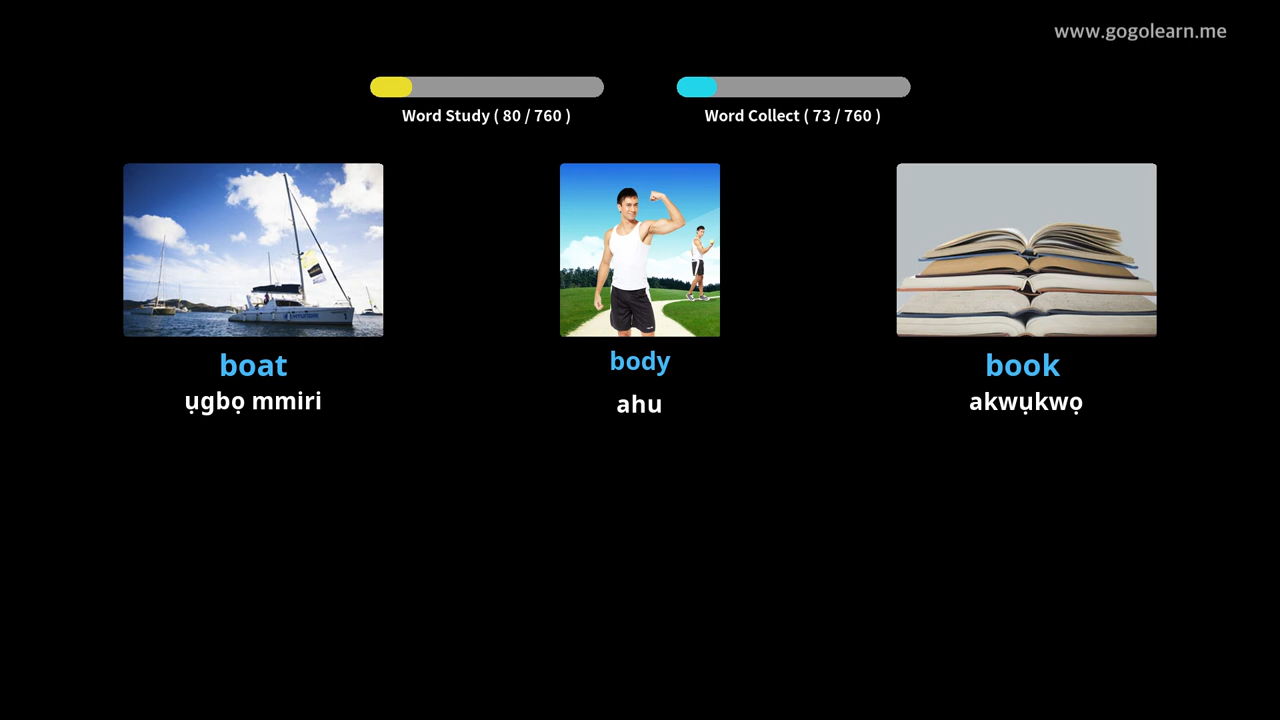 www.gogolearn.me
Word Study ( 80 / 760 )
Word Collect ( 73 / 760 )
boat
ụgbọ mmiri
body
ahu
book
akwụkwọ